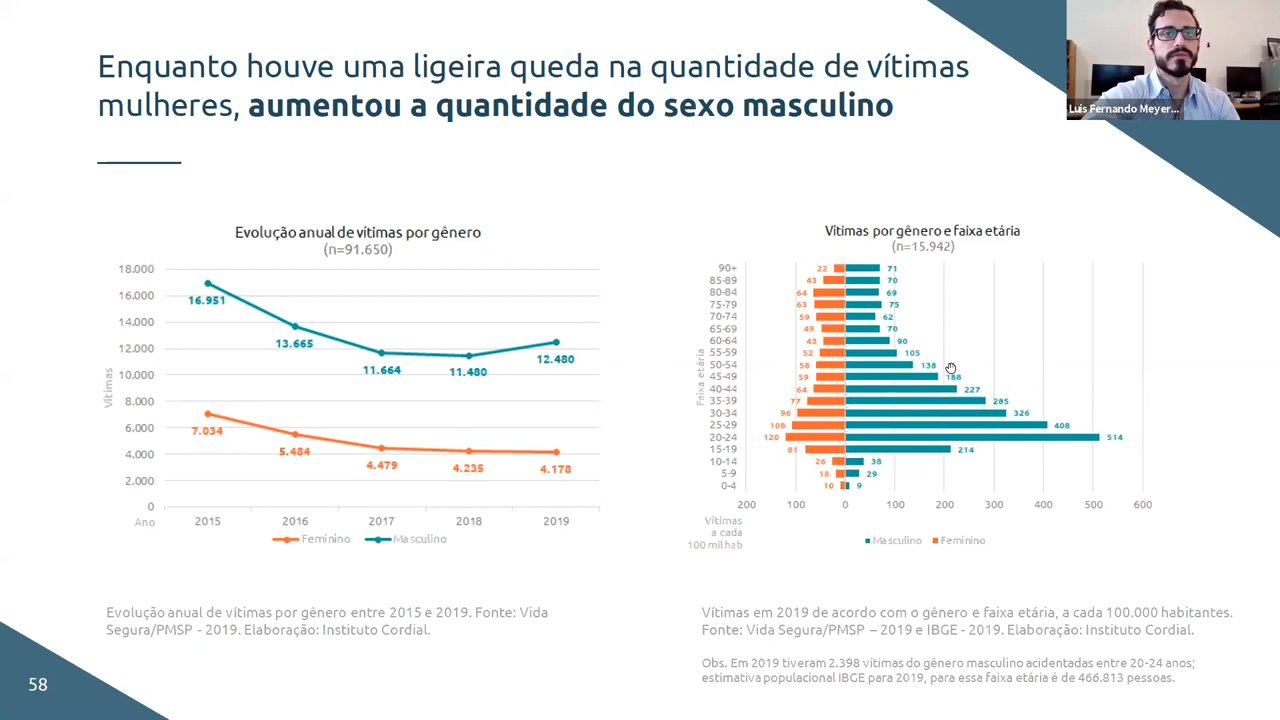 Enquanto houve uma ligeira queda na quantidade de vítimas
mulheres, aumentou a quantidade do sexo masculino
Luís Fernando Meyer...
Evolução anual de vítimas por gênero
(n=91.650)
18.000
16.000
14.000
12.000
10.000
8.000
6.000
4.000
2.000
0
Vítimas
16.951
13.665
11.664
11.480
12.480
7.034
5.484
4.479
4.235
4.178
Ano
2015
2016
2017
2018
2019
Feminino
Masculino
Evolução anual de vítimas por gênero entre 2015 e 2019. Fonte: Vida
Segura/PMSP - 2019. Elaboração: Instituto Cordial.
Vítimas por gênero e faixa etária
(n=15.942)
Faixa etária
90+ 22 71
85-89 43 70
80-84 64 69
75-79 63 75
70-74 59 62
65-69 49 70
60-64 43 90
55-59 52 105
50-54 58 138
45-49 59 188
40-44 64 227
35-39 77 285
30-34 96 326
25-29 108 408
20-24 120 514
15-19 81 214
10-14 26 38
5-9 18 29
0-4 10 9
200 100 0 100 200 300 400 500 600
Vítimas
a cada
100 mil hab
Masculino
Feminino
Vítimas em 2019 de acordo com o gênero e faixa etária, a cada 100.000 habitantes.
Fonte: Vida Segura/PMSP – 2019 e IBGE - 2019. Elaboração: Instituto Cordial.
Obs. Em 2019 tiveram 2.398 vítimas do gênero masculino acidentadas entre 20-24 anos;
estimativa populacional IBGE para 2019, para essa faixa etária é de 466.813 pessoas.
58